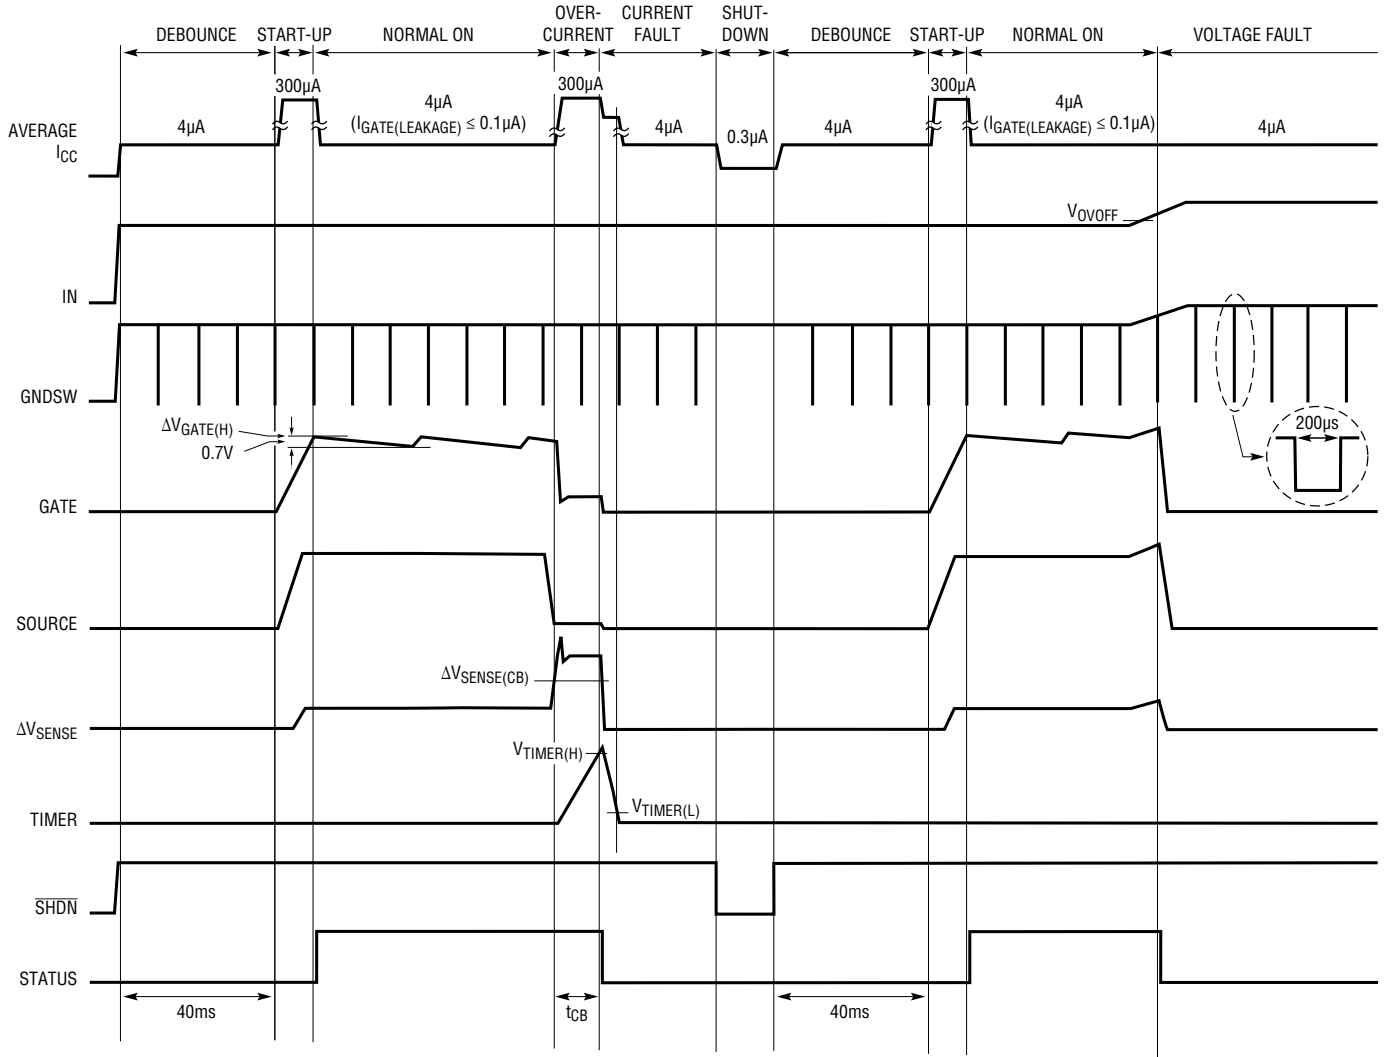 DEBOUNCE
START-UP
NORMAL ON
OVER-
CURRENT
CURRENT
FAULT
SHUT-
DOWN
DEBOUNCE
START-UP
NORMAL ON
VOLTAGE FAULT
300µA
300µA
300µA
AVERAGE
ICC
4µA
4µA
(IGATE(LEAKAGE) ≤ 0.1µA)
4µA
0.3µA
4µA
4µA
(IGATE(LEAKAGE) ≤ 0.1µA)
4µA
VOVOFF
IN
GNDSW
ΔVGATE(H)
0.7V
200µs
GATE
SOURCE
ΔVSENSE(CB)
ΔVSENSE
VTIMER(H)
VTIMER(L)
TIMER
SHDN
STATUS
40ms
tCB
40ms